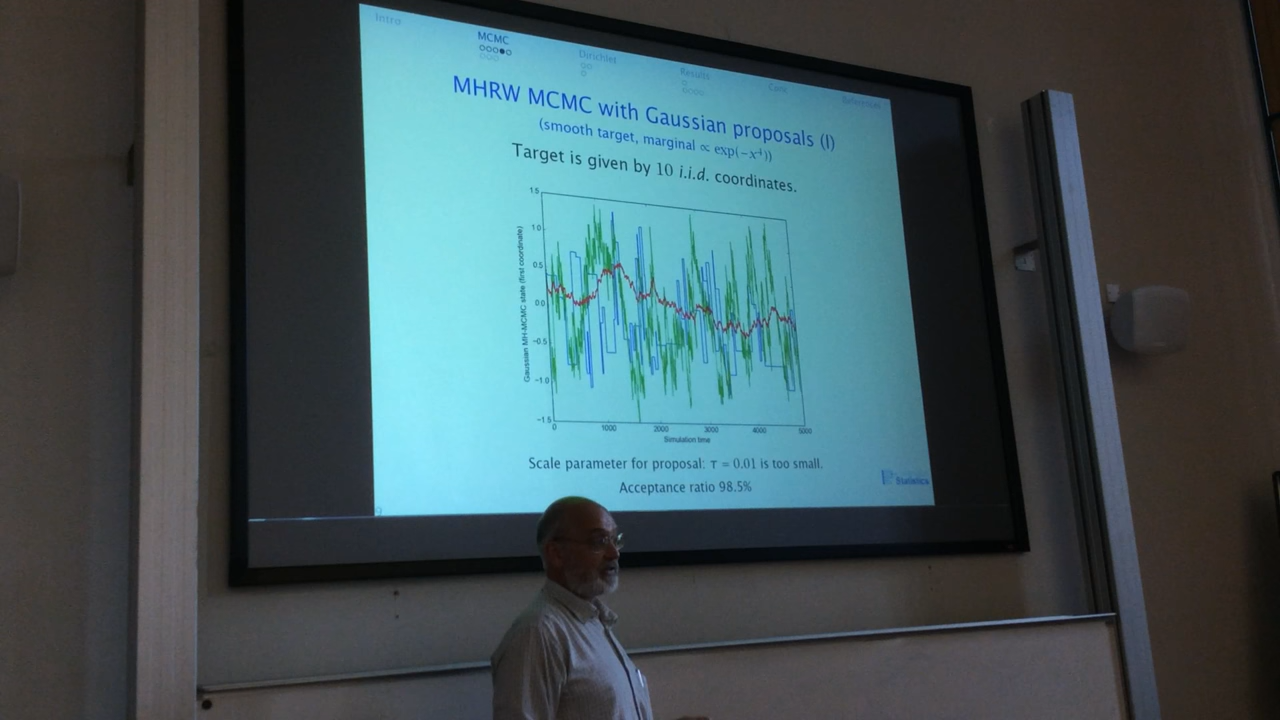 Intro
MCMC
Dirichlet
Results
Conc
References
MHRW MCMC with Gaussian proposals (I)
(smooth target, marginal ∝ exp(−x⁴))
Target is given by 10 i.i.d. coordinates.
Gaussian MH-MCMC state (first coordinate)
1.5
1.0
0.5
0.0
−0.5
−1.0
−1.5
0 1000 2000 3000 4000 5000
Simulation time
Scale parameter for proposal: τ = 0.01 is too small.
Acceptance ratio 98.5%
Statistics
9